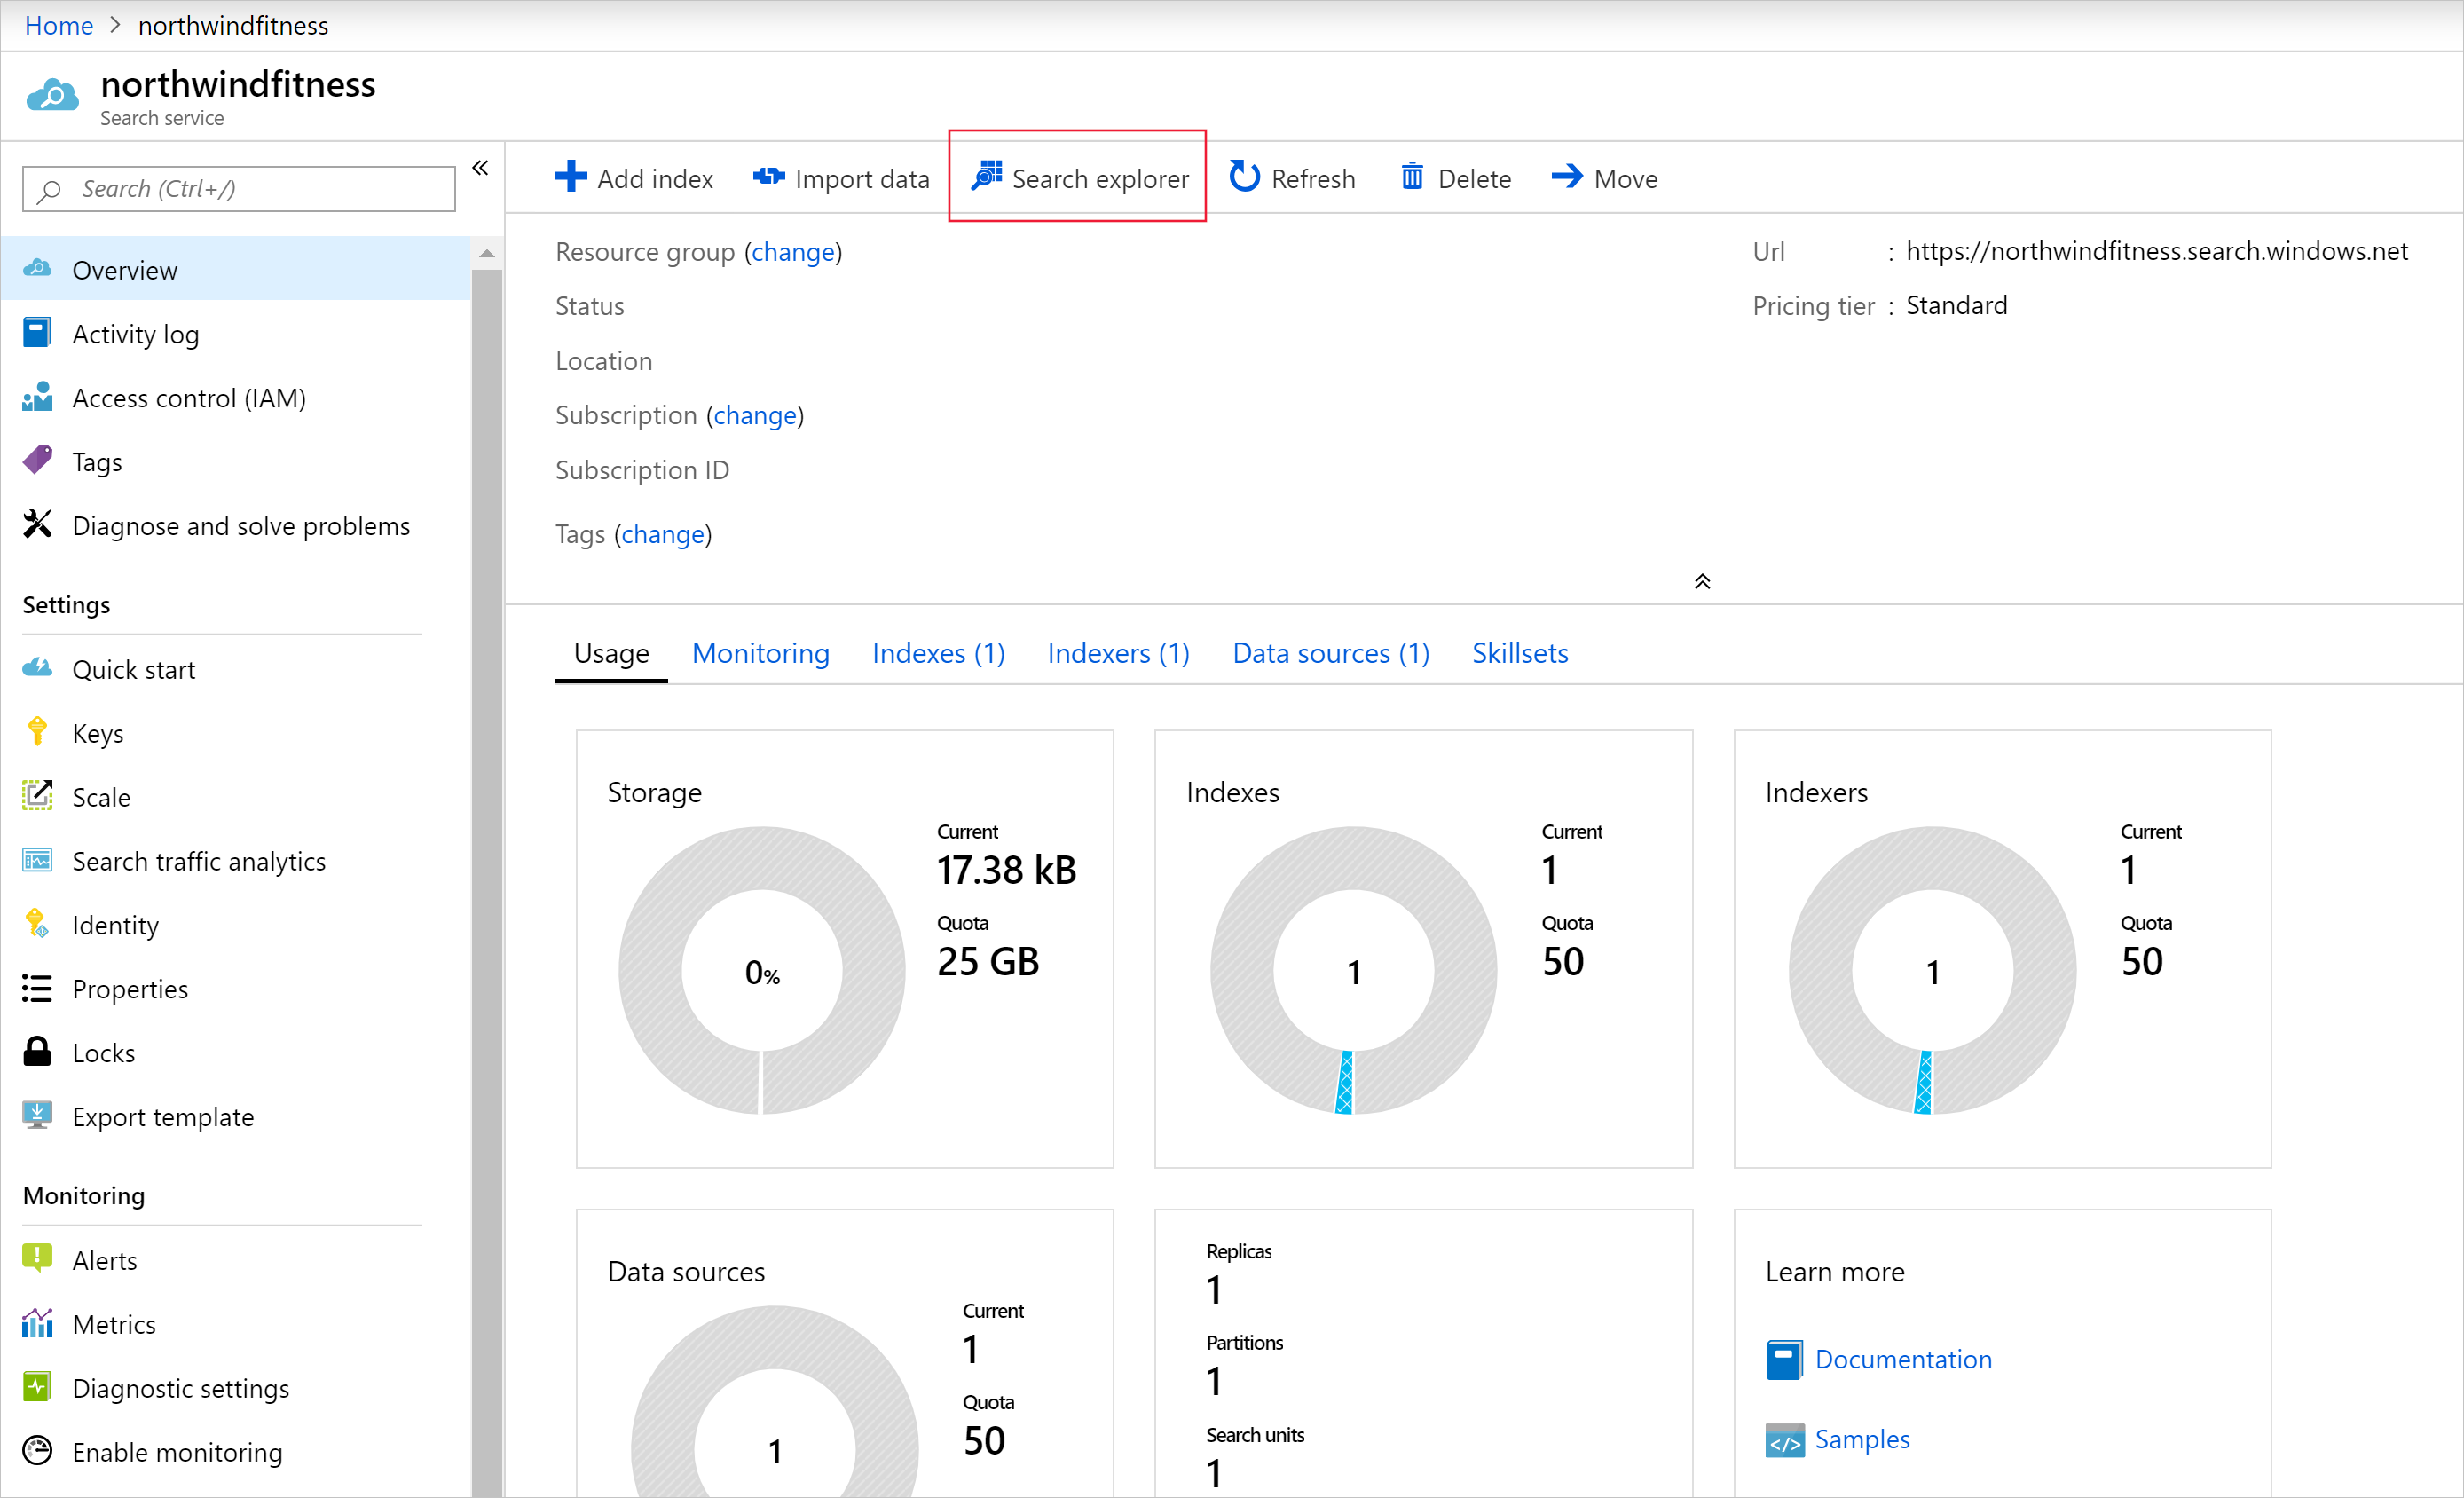 Home > northwindfitness
northwindfitness
Search service
Search (Ctrl+/)
«
Overview
Activity log
Access control (IAM)
Tags
Diagnose and solve problems
Settings
Quick start
Keys
Scale
Search traffic analytics
Identity
Properties
Locks
Export template
Monitoring
Alerts
Metrics
Diagnostic settings
Enable monitoring
Add index Import data Search explorer Refresh Delete Move
Resource group (change)
Status
Location
Subscription (change)
Subscription ID
Tags (change)
Url : https://northwindfitness.search.windows.net
Pricing tier : Standard
Usage Monitoring Indexes (1) Indexers (1) Data sources (1) Skillsets
Storage
0%
Current
17.38 kB
Quota
25 GB
Indexes
1
Current
1
Quota
50
Indexers
1
Current
1
Quota
50
Data sources
1
Current
1
Quota
50
Replicas
1
Partitions
1
Search units
1
Learn more
Documentation
</> Samples